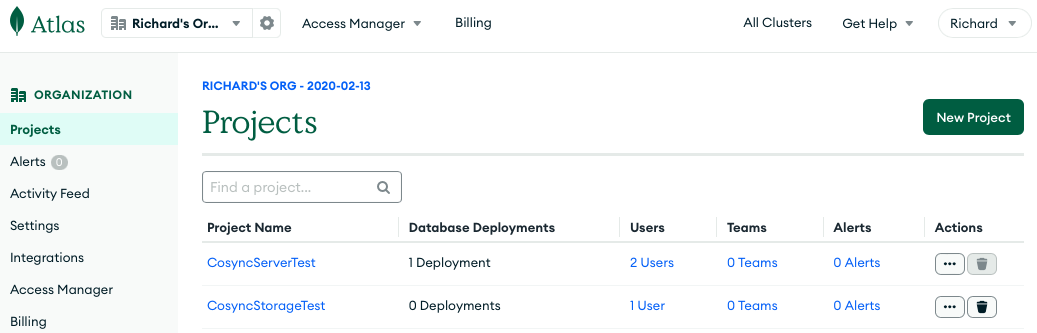 Atlas
Richard's Or...
Access Manager
Billing
All Clusters
Get Help
Richard
ORGANIZATION
Projects
Alerts 0
Activity Feed
Settings
Integrations
Access Manager
Billing
RICHARD'S ORG - 2020-02-13
Projects
New Project
Find a project...
Project Name Database Deployments Users Teams Alerts Actions
CosyncServerTest 1 Deployment 2 Users 0 Teams 0 Alerts ...
CosyncStorageTest 0 Deployments 1 User 0 Teams 0 Alerts ...